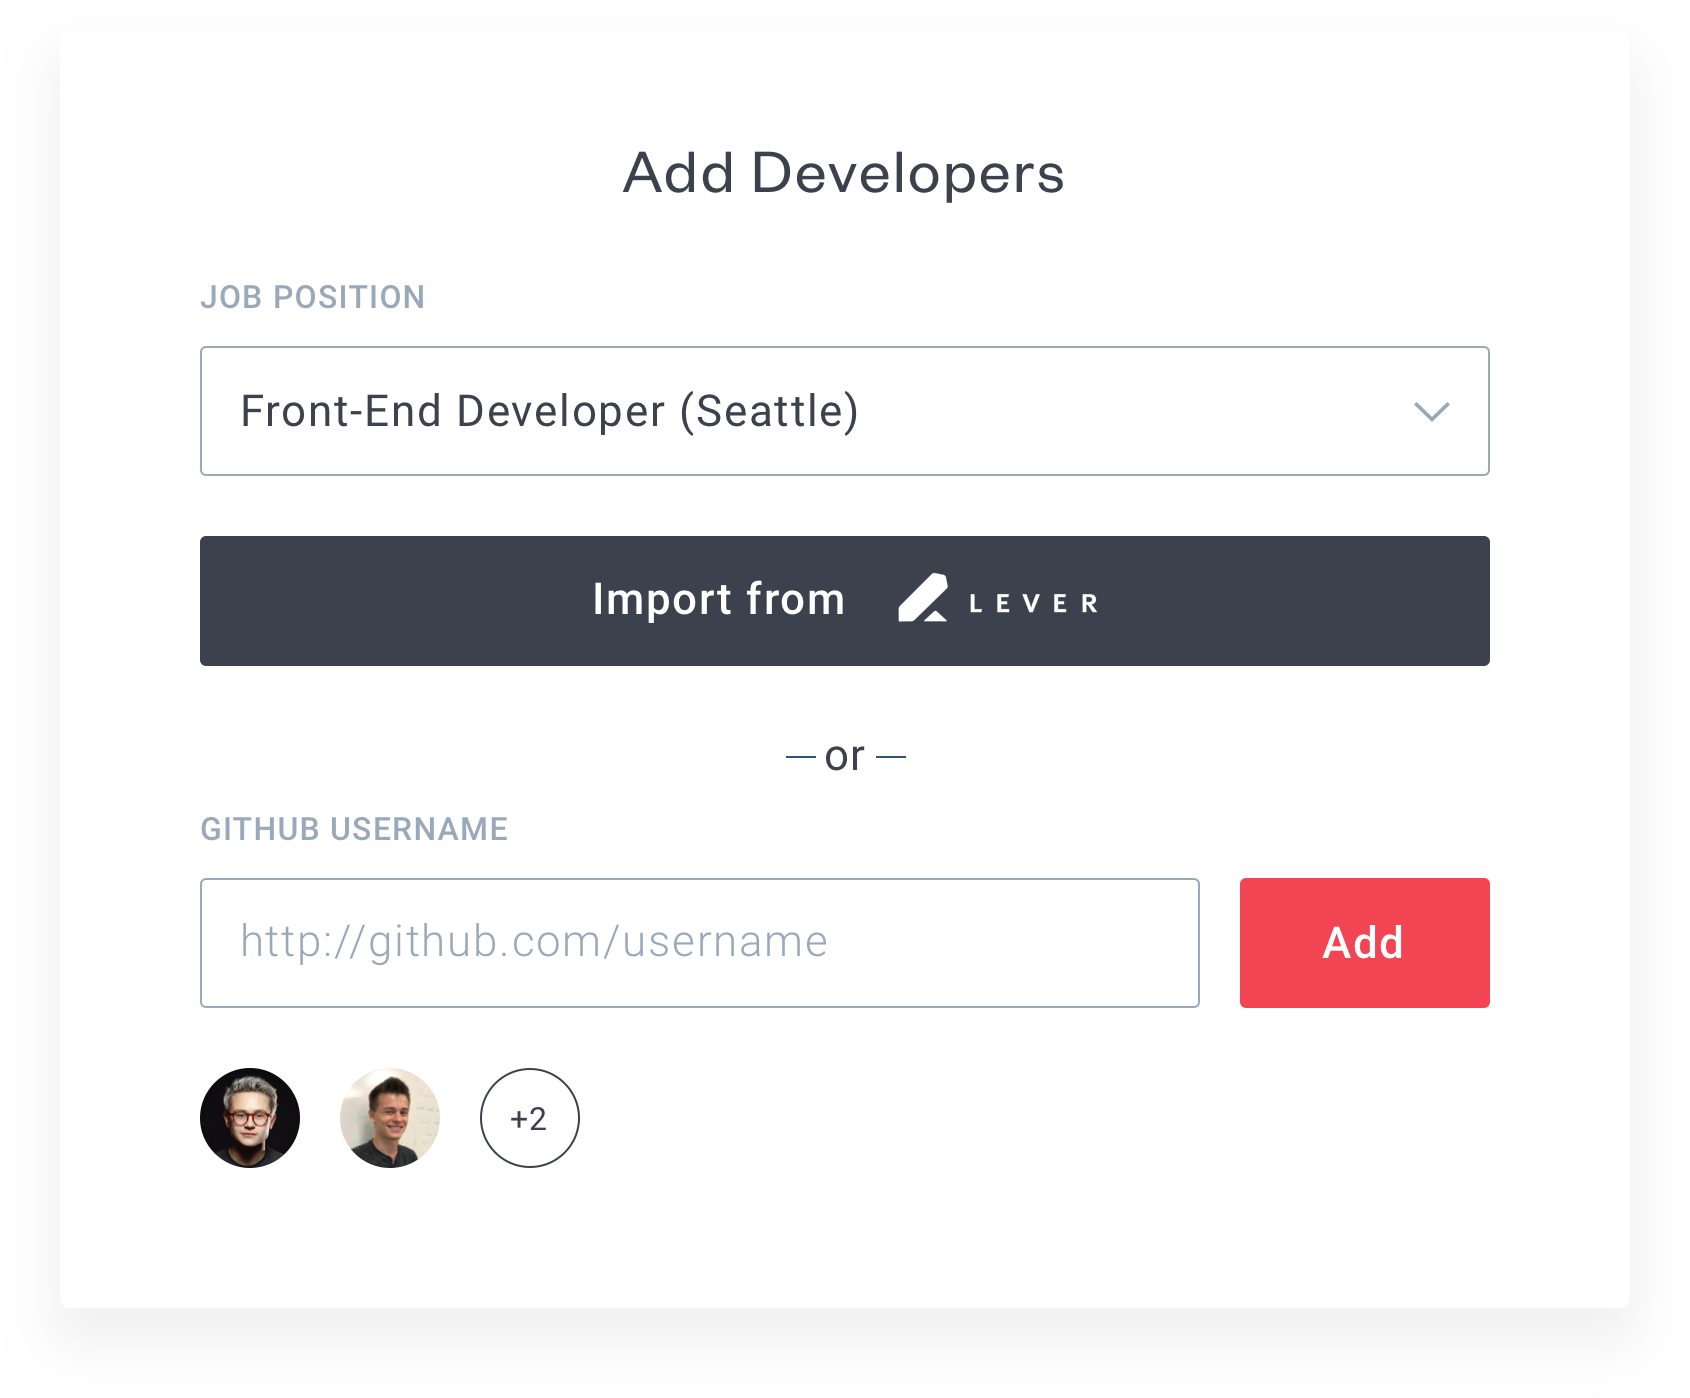 Add Developers
JOB POSITION
Front-End Developer (Seattle)
Import from LEVER
or
GITHUB USERNAME
http://github.com/username
Add
+2